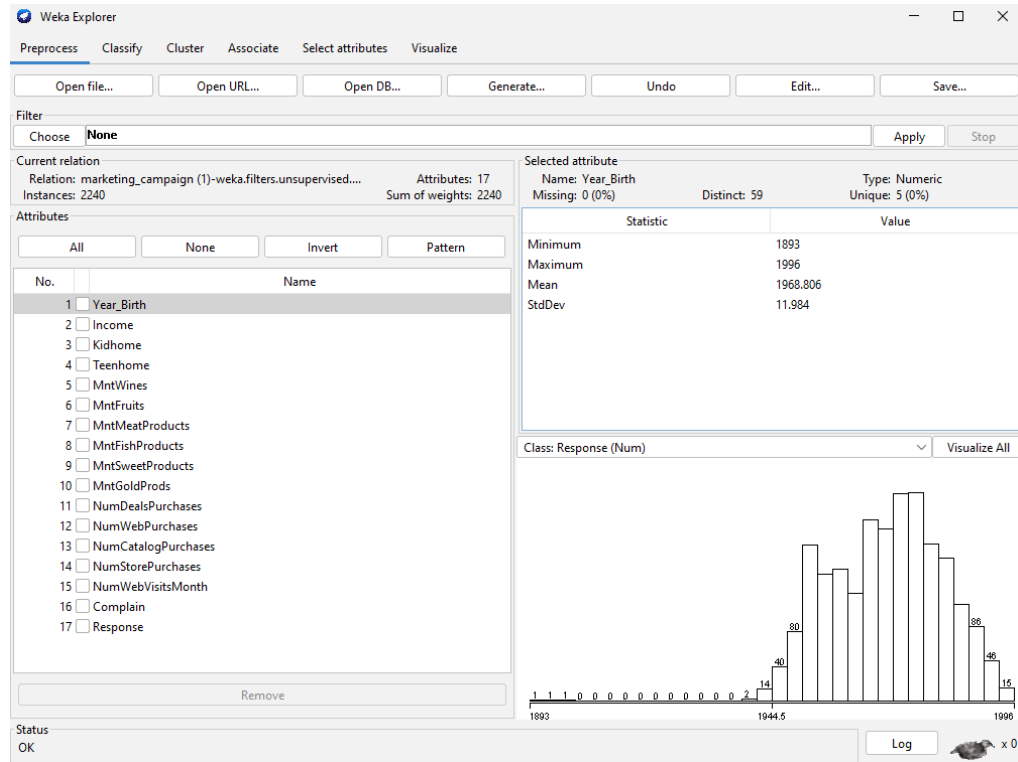 Weka Explorer
Preprocess Classify Cluster Associate Select attributes Visualize
Open file... Open URL... Open DB... Generate... Undo Edit... Save...
Filter
Choose None Apply Stop
Current relation
Relation: marketing_campaign (1)-weka.filters.unsupervised.... Attributes: 17
Instances: 2240 Sum of weights: 2240
Attributes
All None Invert Pattern
No. Name
1 Year_Birth
2 Income
3 Kidhome
4 Teenhome
5 MntWines
6 MntFruits
7 MntMeatProducts
8 MntFishProducts
9 MntSweetProducts
10 MntGoldProds
11 NumDealsPurchases
12 NumWebPurchases
13 NumCatalogPurchases
14 NumStorePurchases
15 NumWebVisitsMonth
16 Complain
17 Response
Remove
Selected attribute
Name: Year_Birth Type: Numeric
Missing: 0 (0%) Distinct: 59 Unique: 5 (0%)
Statistic Value
Minimum 1893
Maximum 1996
Mean 1968.806
StdDev 11.984
Class: Response (Num) Visualize All
1 1 1 0 0 0 0 0 0 0 0 0 0 0 2 14 40 80 86 46 15
1893 1944.5 1996
Status
OK
Log x 0